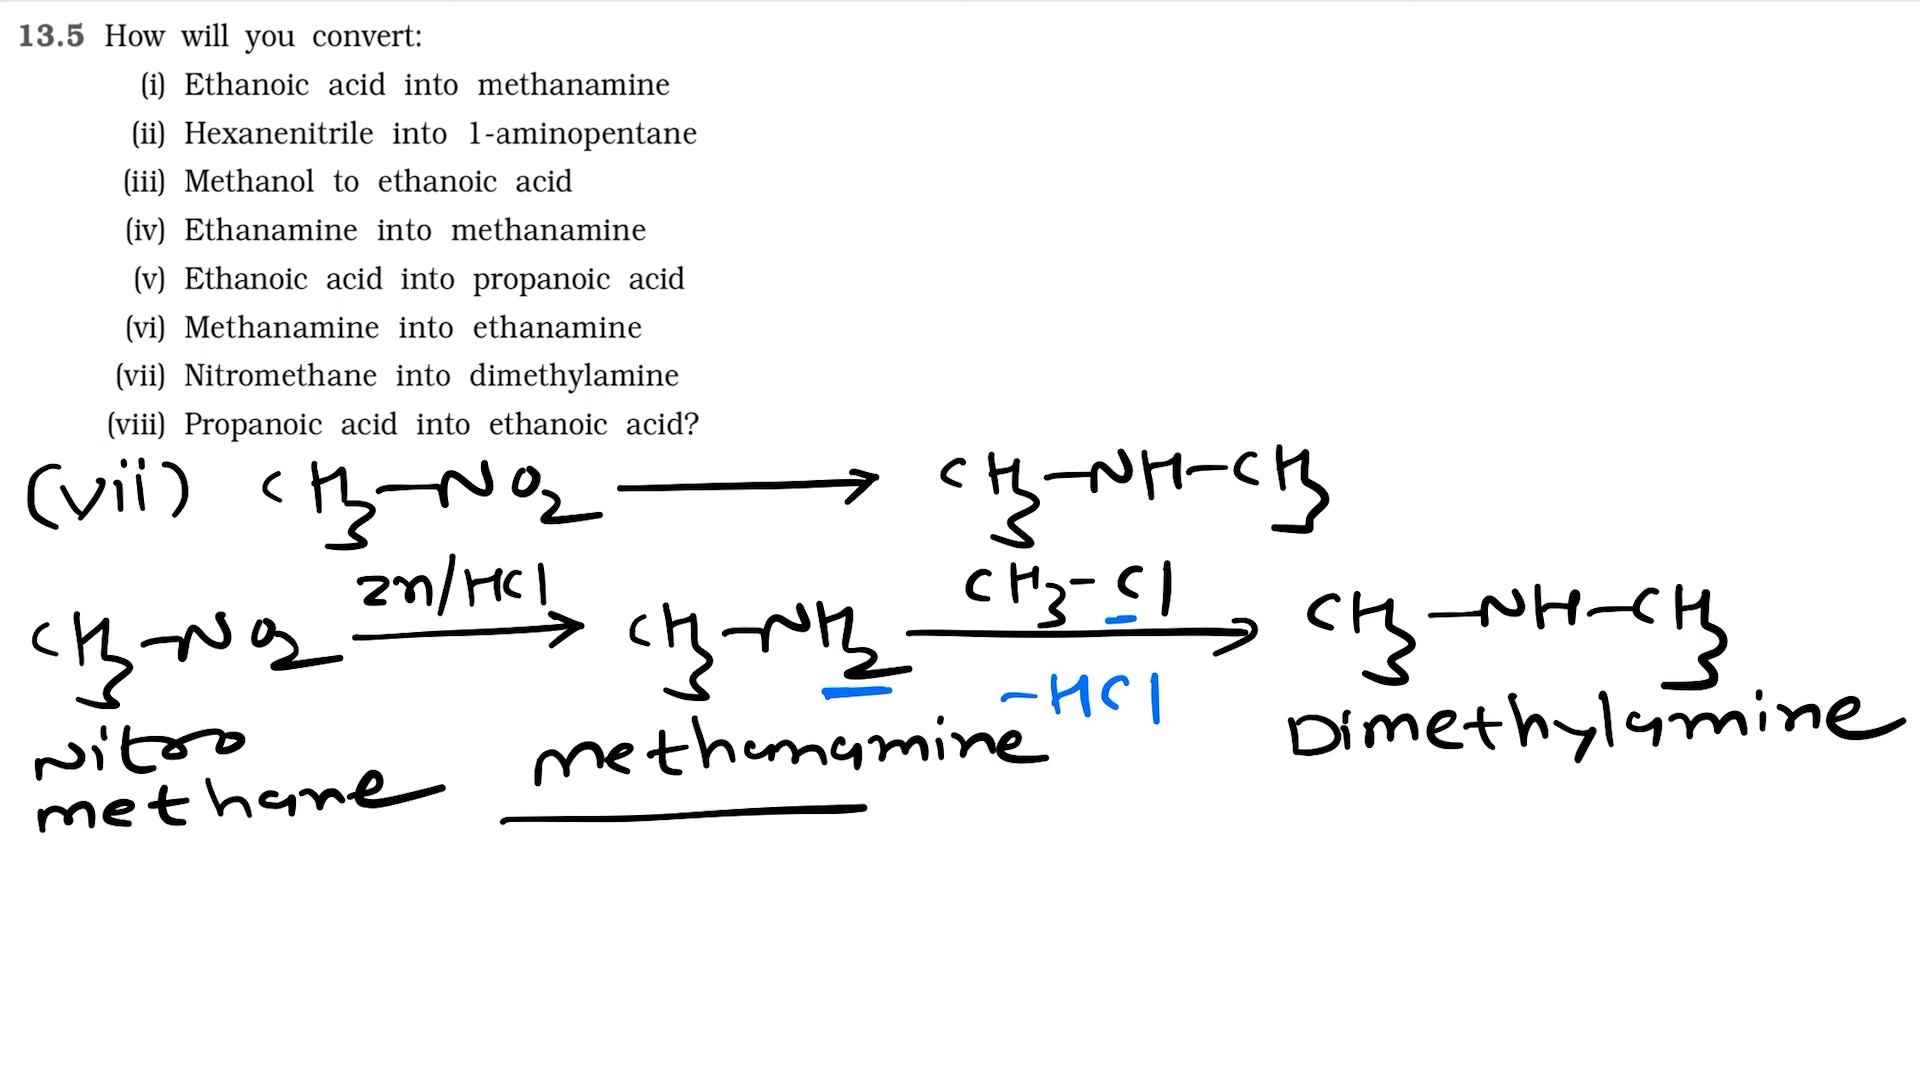 13.5 How will you convert:
(i) Ethanoic acid into methanamine
(ii) Hexanenitrile into 1-aminopentane
(iii) Methanol to ethanoic acid
(iv) Ethanamine into methanamine
(v) Ethanoic acid into propanoic acid
(vi) Methanamine into ethanamine
(vii) Nitromethane into dimethylamine
(viii) Propanoic acid into ethanoic acid?
(vii) CH3-NO2 → CH3-NH-CH3
Zn/HCl CH3-Cl
CH3-NO2 → CH3-NH2 → CH3-NH-CH3
-HCl
Nitro methanamine Dimethylamine
methane